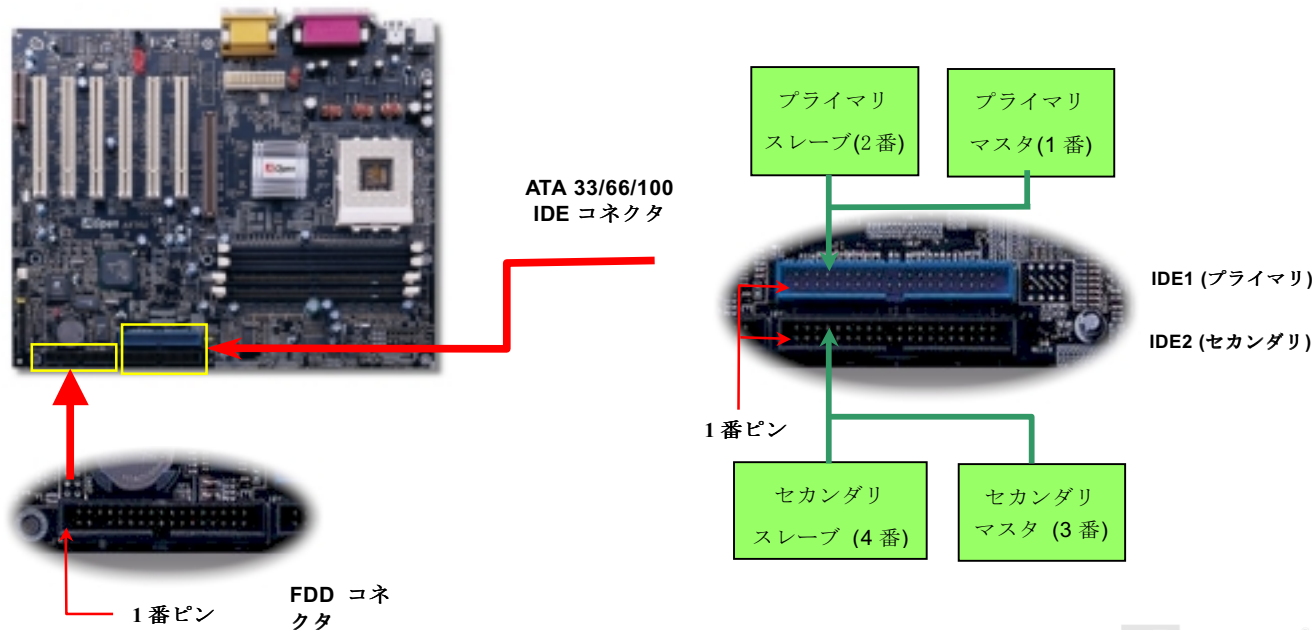 プライマリ
スレーブ(2番)
プライマリ
マスタ(1番)
ATA 33/66/100
IDE コネクタ
IDE1 (プライマリ)
IDE2 (セカンダリ)
1番ピン
セカンダリ
スレーブ (4番)
セカンダリ
マスタ (3番)
1番ピン
FDD コネ
クタ